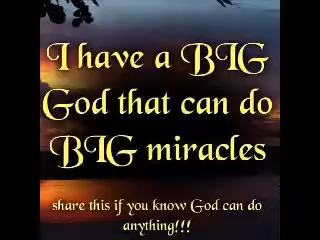 I have a BIG
God that can do
BIG miracles
share this if you know God can do
anything!!!